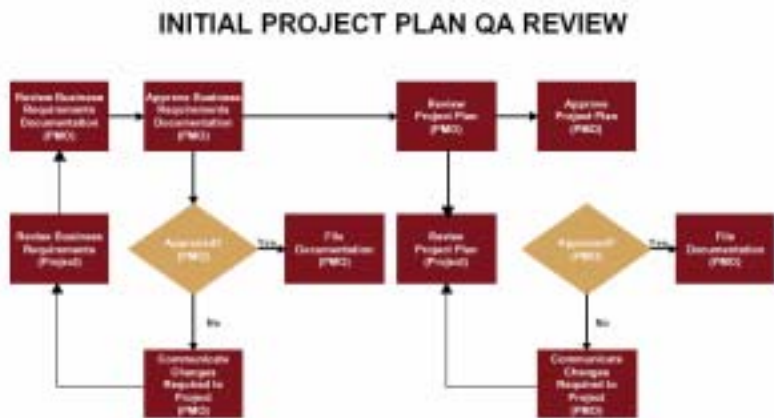 INITIAL PROJECT PLAN QA REVIEW
Review Business
Requirements
Documentation
(PMO)
Approve Business
Requirements
Documentation
(PMO)
Review
Project Plan
(PMO)
Approve
Project Plan
(PMO)
Review Business
Requirements
(Project)
Approved?
(PMO)
Yes
File
Documentation
(PMO)
Review
Project Plan
(Project)
Approved?
(PMO)
Yes
File
Documentation
(PMO)
No
No
Communicate
Changes
Required to
Project
(PMO)
Communicate
Changes
Required to
Project
(PMO)